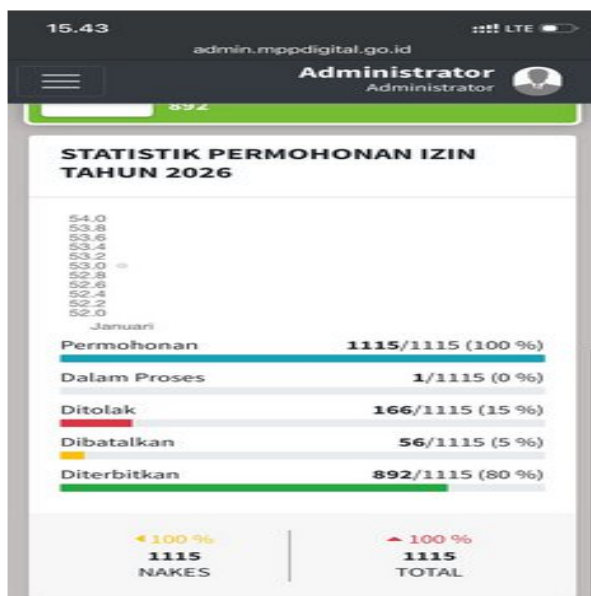 15.43
LTE
admin.mppdigital.go.id
Administrator
Administrator
892
STATISTIK PERMOHONAN IZIN
TAHUN 2026
54.0
53.8
53.6
53.4
53.2
53.0
52.8
52.6
52.4
52.2
52.0
Januari
Permohonan 1115/1115 (100 %)
Dalam Proses 1/1115 (0 %)
Ditolak 166/1115 (15 %)
Dibatalkan 56/1115 (5 %)
Diterbitkan 892/1115 (80 %)
100 %
1115
NAKES
100 %
1115
TOTAL